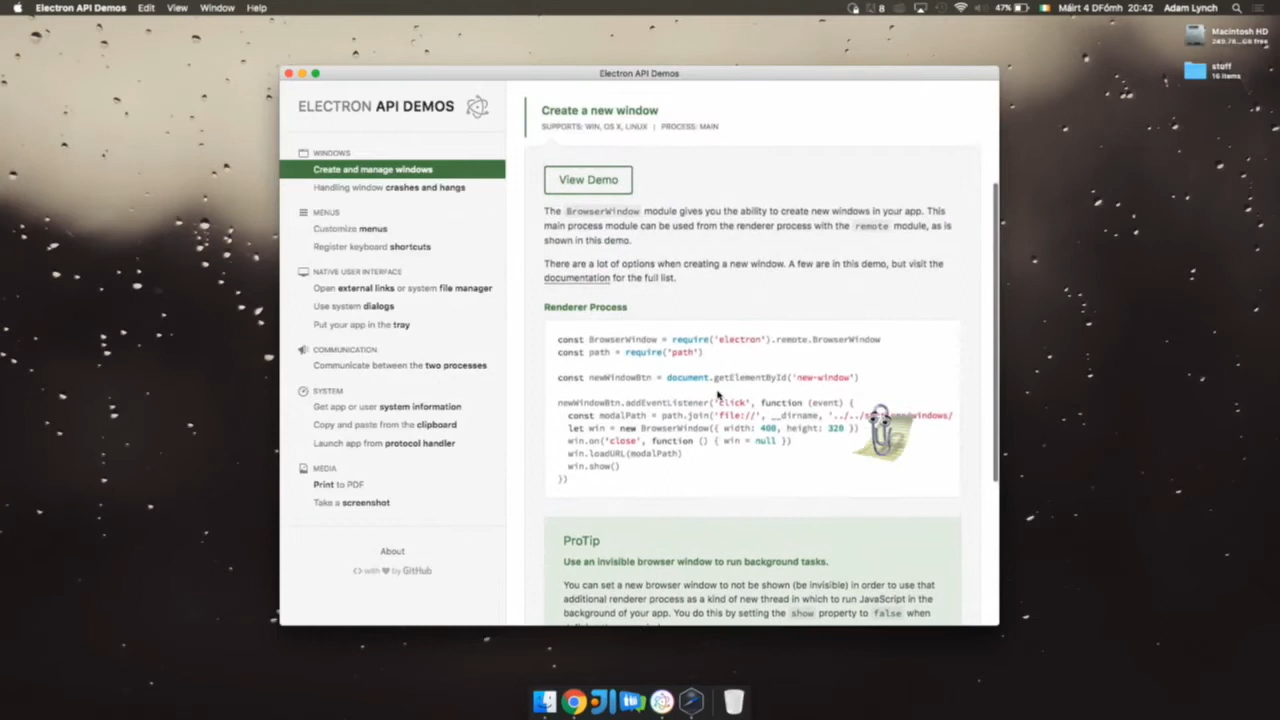 Electron API Demos Edit View Window Help
8 47% Máirt 4 DFómh 20:42 Adam Lynch
Macintosh HD
stuff
16 items
Electron API Demos
ELECTRON API DEMOS
WINDOWS
Create and manage windows
Handling window crashes and hangs
MENUS
Customize menus
Register keyboard shortcuts
NATIVE USER INTERFACE
Open external links or system file manager
Use system dialogs
Put your app in the tray
COMMUNICATION
Communicate between the two processes
SYSTEM
Get app or user system information
Copy and paste from the clipboard
Launch app from protocol handler
MEDIA
Print to PDF
Take a screenshot
About
<> with ♥ by GitHub
Create a new window
SUPPORTS: WIN, OS X, LINUX | PROCESS: MAIN
View Demo
The BrowserWindow module gives you the ability to create new windows in your app. This
main process module can be used from the renderer process with the remote module, as is
shown in this demo.
There are a lot of options when creating a new window. A few are in this demo, but visit the
documentation for the full list.
Renderer Process
const BrowserWindow = require('electron').remote.BrowserWindow
const path = require('path')
const newWindowBtn = document.getElementById('new-window')
newWindowBtn.addEventListener('click', function (event) {
const modalPath = path.join('file://', __dirname, '../../
let win = new BrowserWindow({ width: 400, height: 320 })
win.on('close', function () { win = null })
win.loadURL(modalPath)
win.show()
})
ProTip
Use an invisible browser window to run background tasks.
You can set a new browser window to not be shown (be invisible) in order to use that
additional renderer process as a kind of new thread in which to run JavaScript in the
background of your app. You do this by setting the show property to false when